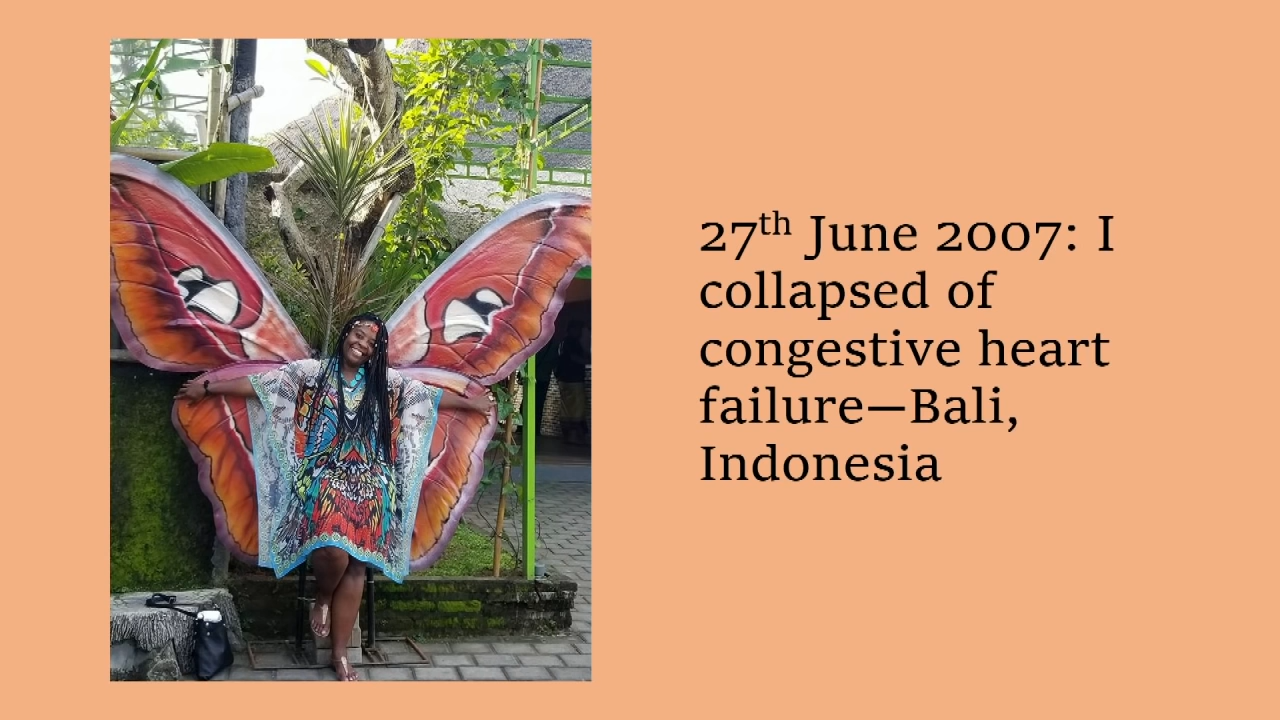 27th June 2007: I
collapsed of
congestive heart
failure—Bali,
Indonesia